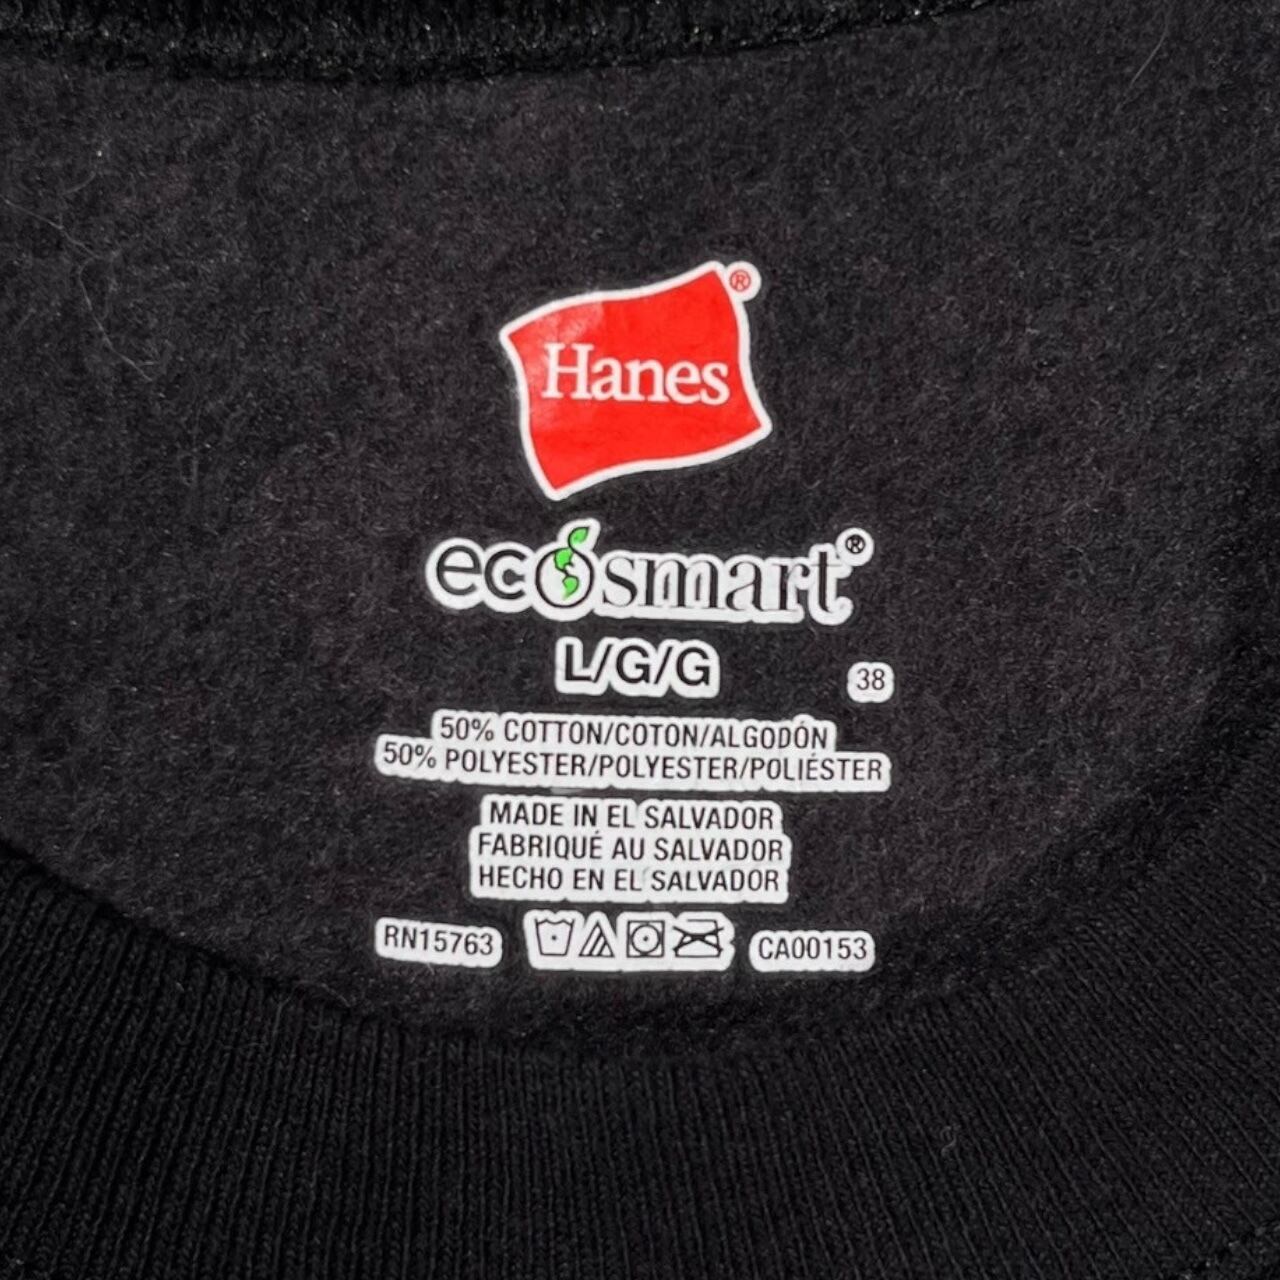 Hanes®
ecosmart®
L/G/G
38
50% COTTON/COTON/ALGODÓN
50% POLYESTER/POLYESTER/POLIÉSTER
MADE IN EL SALVADOR
FABRIQUÉ AU SALVADOR
HECHO EN EL SALVADOR
RN15763 CA00153